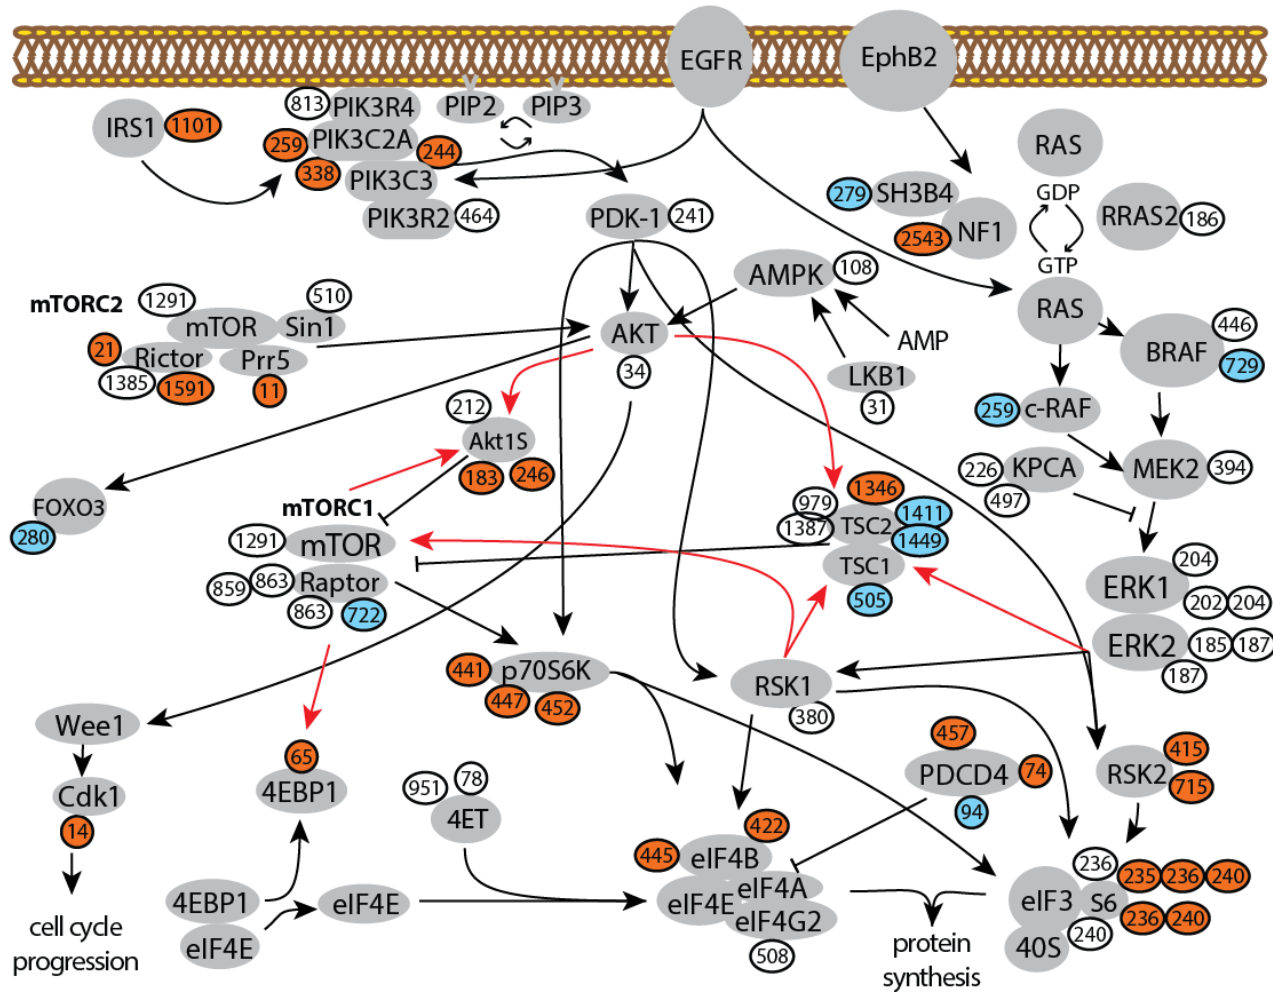 EGFR
EphB2
IRS1
1101
813
PIK3R4
PIP2
PIP3
259
PIK3C2A
244
338
PIK3C3
PIK3R2
464
PDK-1
241
279
SH3B4
2543
NF1
RAS
GDP
GTP
RAS
RRAS2
186
AMPK
108
AMP
LKB1
31
mTORC2
1291
510
mTOR
Sin1
21
Rictor
Prr5
1385
1591
11
AKT
34
446
BRAF
729
259
c-RAF
226
KPCA
497
MEK2
394
212
Akt1S
183
246
FOXO3
280
mTORC1
1291
mTOR
859
863
Raptor
863
722
979
1346
1387
TSC2
1411
1449
TSC1
505
204
ERK1
202
204
ERK2
185
187
187
441
p70S6K
447
452
RSK1
380
Wee1
Cdk1
14
cell cycle
progression
65
4EBP1
951
78
4ET
457
PDCD4
74
94
415
RSK2
715
422
445
eIF4B
eIF4A
eIF4E
eIF4G2
508
4EBP1
eIF4E
eIF4E
protein
synthesis
236
235
236
240
eIF3
S6
236
240
240
40S